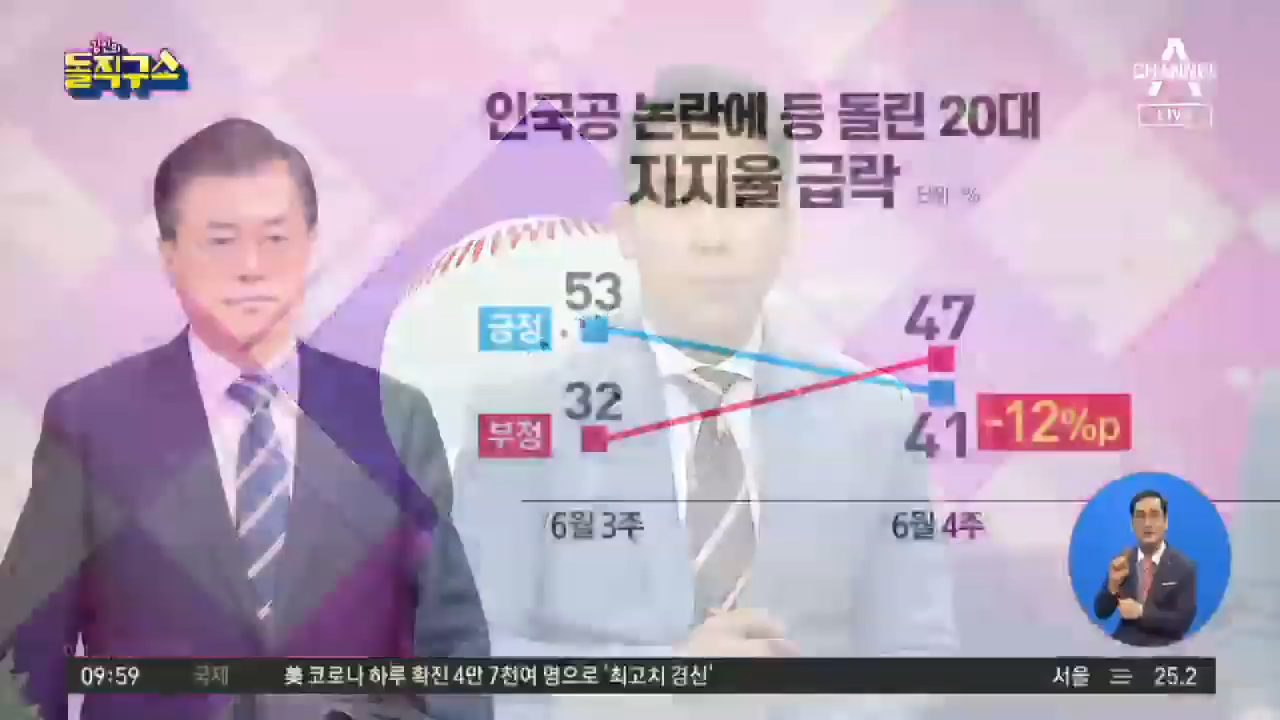 김진의
돌직구쇼
CHANNEL A
LIVE
인국공 논란에 등 돌린 20대
지지율 급락
단위 %
긍정
53
47
부정
32
41
-12%p
6월 3주
6월 4주
09:59
국제
美 코로나 하루 확진 4만 7천여 명으로 '최고치 경신'
서울
25.2